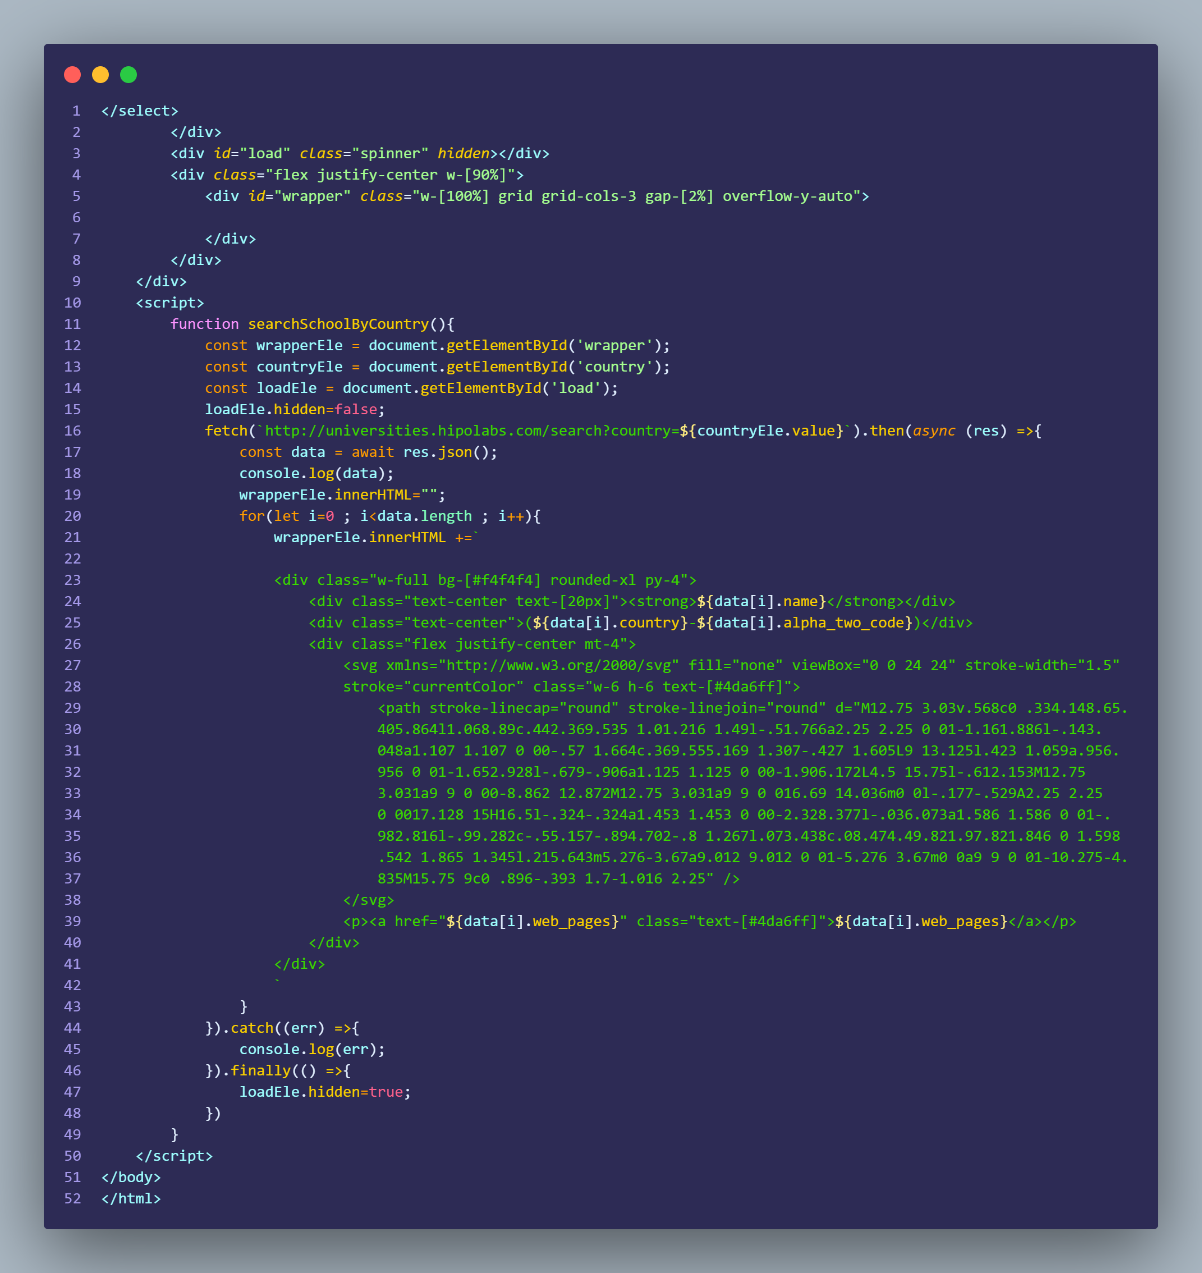 1 </select>
2         </div>
3         <div id="load" class="spinner" hidden></div>
4         <div class="flex justify-center w-[90%]">
5             <div id="wrapper" class="w-[100%] grid grid-cols-3 gap-[2%] overflow-y-auto">
6
7             </div>
8         </div>
9     </div>
10     <script>
11         function searchSchoolByCountry(){
12             const wrapperEle = document.getElementById('wrapper');
13             const countryEle = document.getElementById('country');
14             const loadEle = document.getElementById('load');
15             loadEle.hidden=false;
16             fetch(`http://universities.hipolabs.com/search?country=${countryEle.value}`).then(async (res) =>{
17                 const data = await res.json();
18                 console.log(data);
19                 wrapperEle.innerHTML="";
20                 for(let i=0 ; i<data.length ; i++){
21                     wrapperEle.innerHTML +=`
22
23                     <div class="w-full bg-[#f4f4f4] rounded-xl py-4">
24                         <div class="text-center text-[20px]"><strong>${data[i].name}</strong></div>
25                         <div class="text-center">(${data[i].country}-${data[i].alpha_two_code})</div>
26                         <div class="flex justify-center mt-4">
27                             <svg xmlns="http://www.w3.org/2000/svg" fill="none" viewBox="0 0 24 24" stroke-width="1.5"
28                             stroke="currentColor" class="w-6 h-6 text-[#4da6ff]">
29                                 <path stroke-linecap="round" stroke-linejoin="round" d="M12.75 3.03v.568c0 .334.148.65.
30                                 405.864l1.068.89c.442.369.535 1.01.216 1.49l-.51.766a2.25 2.25 0 01-1.161.886l-.143.
31                                 048a1.107 1.107 0 00-.57 1.664c.369.555.169 1.307-.427 1.605L9 13.125l.423 1.059a.956.
32                                 956 0 01-1.652.928l-.679-.906a1.125 1.125 0 00-1.906.172L4.5 15.75l-.612.153M12.75
33                                 3.031a9 9 0 00-8.862 12.872M12.75 3.031a9 9 0 016.69 14.036m0 0l-.177-.529A2.25 2.25
34                                 0 0017.128 15H16.5l-.324-.324a1.453 1.453 0 00-2.328.377l-.036.073a1.586 1.586 0 01-.
35                                 982.816l-.99.282c-.55.157-.894.702-.8 1.267l.073.438c.08.474.49.821.97.821.846 0 1.598
36                                 .542 1.865 1.345l.215.643m5.276-3.67a9.012 9.012 0 01-5.276 3.67m0 0a9 9 0 01-10.275-4.
37                                 835M15.75 9c0 .896-.393 1.7-1.016 2.25" />
38                             </svg>
39                             <p><a href="${data[i].web_pages}" class="text-[#4da6ff]">${data[i].web_pages}</a></p>
40                         </div>
41                     </div>
42                     `
43                 }
44             }).catch((err) =>{
45                 console.log(err);
46             }).finally(() =>{
47                 loadEle.hidden=true;
48             })
49         }
50     </script>
51 </body>
52 </html>